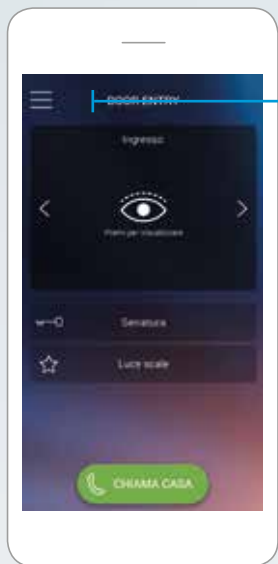 DOOR ENTRY
Ingresso
Premi per visualizzare
Serratura
Luce scale
CHIAMA CASA